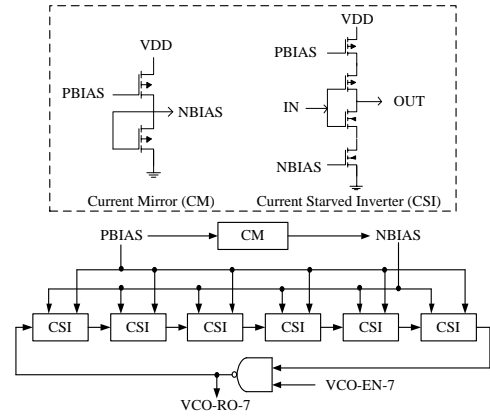 VDD
VDD
PBIAS
PBIAS
NBIAS
IN
OUT
NBIAS
Current Mirror (CM)
Current Starved Inverter (CSI)
PBIAS
CM
NBIAS
CSI
CSI
CSI
CSI
CSI
CSI
VCO-EN-7
VCO-RO-7